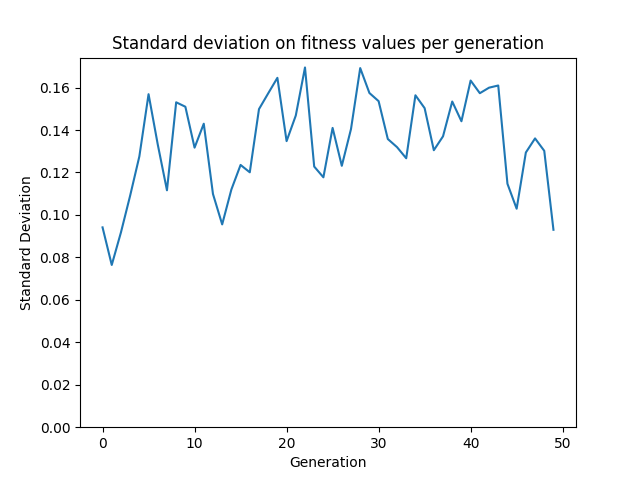 Standard deviation on fitness values per generation
0.16
0.14
0.12
0.10
0.08
0.06
0.04
0.02
0.00
Standard Deviation
0 10 20 30 40 50
Generation